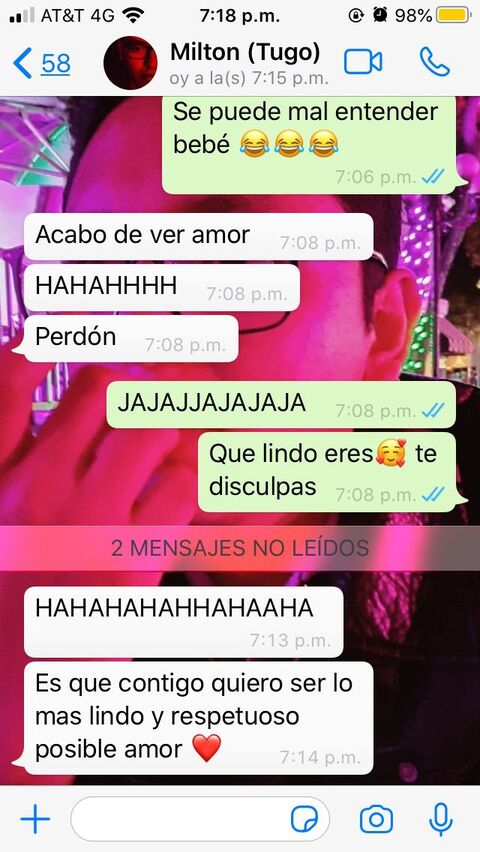 AT&T 4G 7:18 p.m. 98%
58 Milton (Tugo)
oy a la(s) 7:15 p.m.
Se puede mal entender
bebé 😂😂😂
7:06 p.m.
Acabo de ver amor 7:08 p.m.
HAHAHHHH 7:08 p.m.
Perdón 7:08 p.m.
JAJAJJAJAJAJA 7:08 p.m.
Que lindo eres🥰 te
disculpas 7:08 p.m.
2 MENSAJES NO LEÍDOS
HAHAHAHAHHAHAAHA
7:13 p.m.
Es que contigo quiero ser lo
mas lindo y respetuoso
posible amor ❤️ 7:14 p.m.